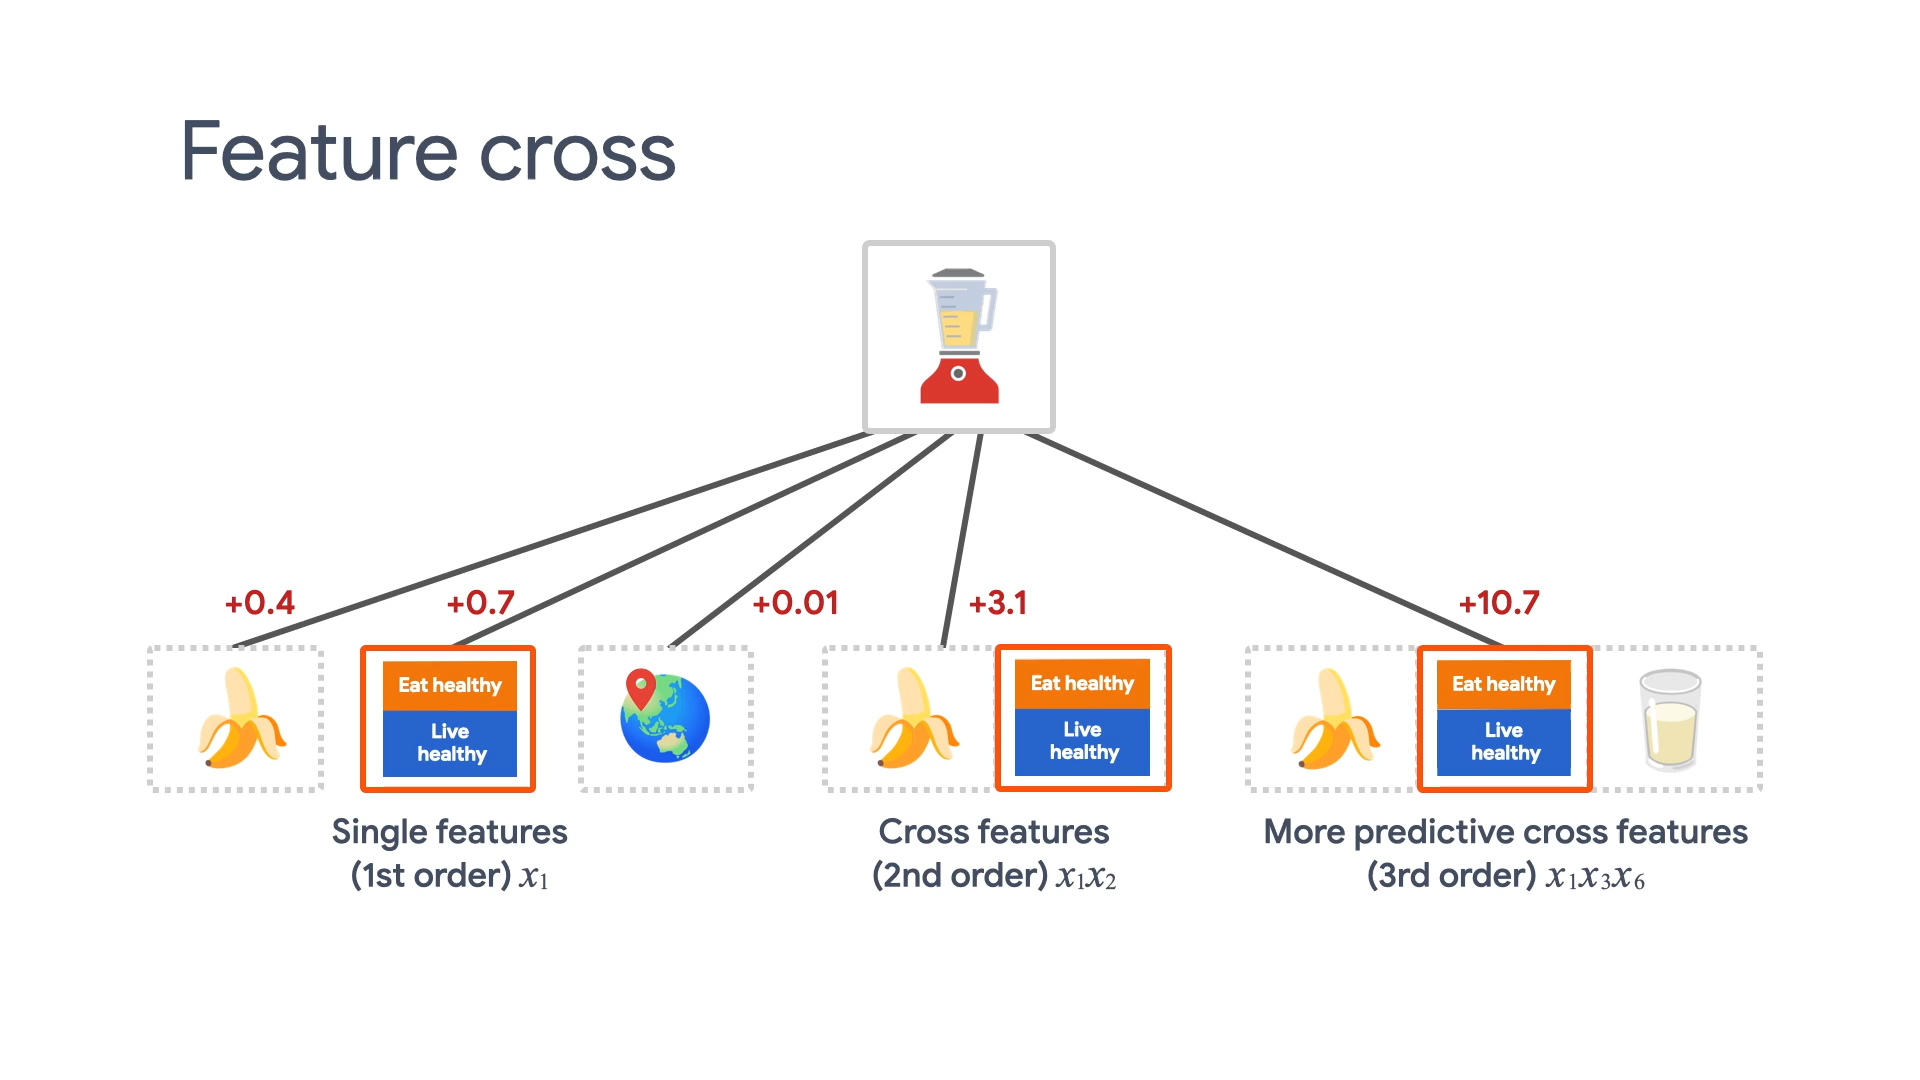 Feature cross
+0.4
+0.7
+0.01
+3.1
+10.7
Eat healthy
Live
healthy
Eat healthy
Live
healthy
Eat healthy
Live
healthy
Single features
(1st order) x₁
Cross features
(2nd order) x₁x₂
More predictive cross features
(3rd order) x₁x₃x₆